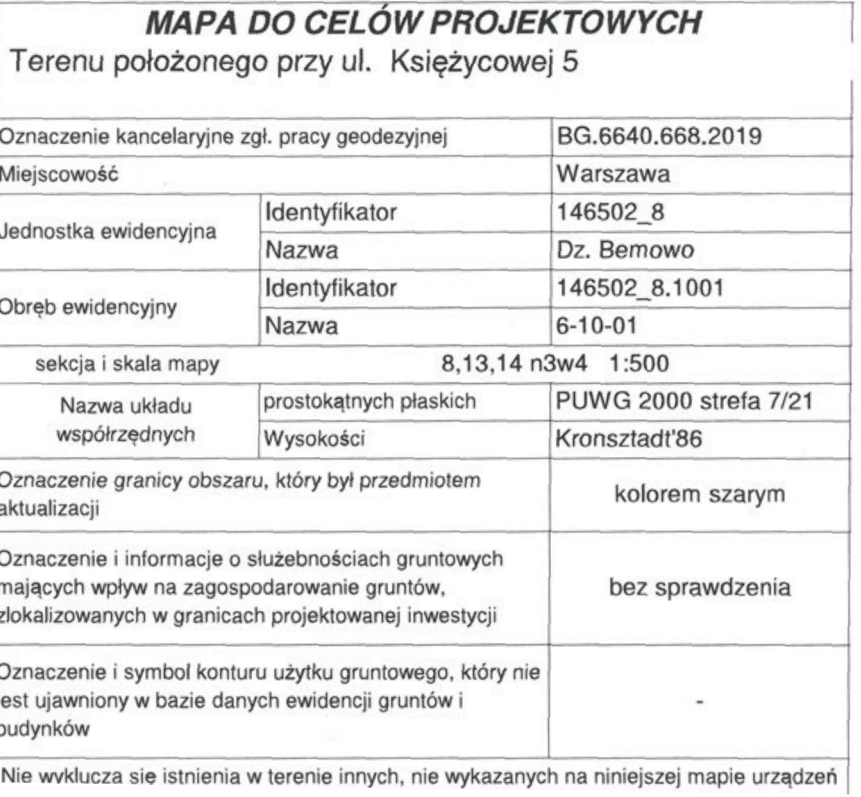 MAPA DO CELÓW PROJEKTOWYCH
Terenu położonego przy ul. Księżycowej 5
Oznaczenie kancelaryjne zgł. pracy geodezyjnej BG.6640.668.2019
Miejscowość Warszawa
Jednostka ewidencyjna Identyfikator 146502_8
Nazwa Dz. Bemowo
Obręb ewidencyjny Identyfikator 146502_8.1001
Nazwa 6-10-01
sekcja i skala mapy 8,13,14 n3w4 1:500
Nazwa układu
współrzędnych
prostokątnych płaskich PUWG 2000 strefa 7/21
Wysokości Kronsztadt'86
Oznaczenie granicy obszaru, który był przedmiotem
aktualizacji
kolorem szarym
Oznaczenie i informacje o służebnościach gruntowych
mających wpływ na zagospodarowanie gruntów,
zlokalizowanych w granicach projektowanej inwestycji
bez sprawdzenia
Oznaczenie i symbol konturu użytku gruntowego, który nie
jest ujawniony w bazie danych ewidencji gruntów i
budynków
-
Nie wyklucza się istnienia w terenie innych, nie wykazanych na niniejszej mapie urządzeń